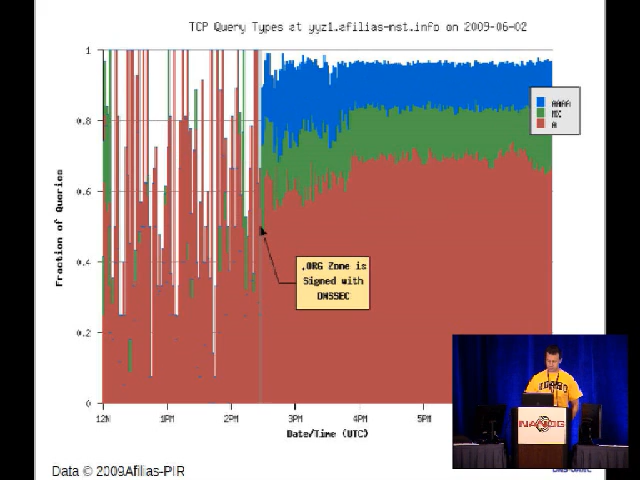 TCP Query Types at yyz1.afilias-nst.info on 2009-06-02
1
0.8
0.6
0.4
0.2
0
Fraction of Queries
AAAA
MX
A
.ORG Zone is
Signed with
DNSSEC
12N
1PM
2PM
3PM
4PM
5PM
Date/Time (UTC)
NANOG
Data © 2009Afilias-PIR